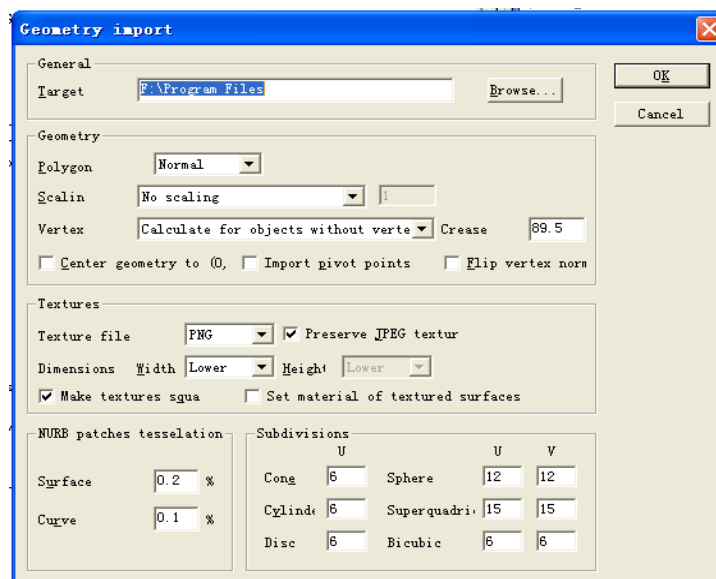 Geometry import
General
Target F:\Program Files Browse...
OK
Cancel
Geometry
Polygon Normal
Scalin No scaling 1
Vertex Calculate for objects without verte Crease 89.5
Center geometry to (0, Import pivot points Flip vertex norm
Textures
Texture file PNG Preserve JPEG textur
Dimensions Width Lower Height Lower
Make textures squa Set material of textured surfaces
NURB patches tesselation
Surface 0.2 %
Curve 0.1 %
Subdivisions
U U V
Cone 6 Sphere 12 12
Cylinde 6 Superquadri 15 15
Disc 6 Bicubic 6 6